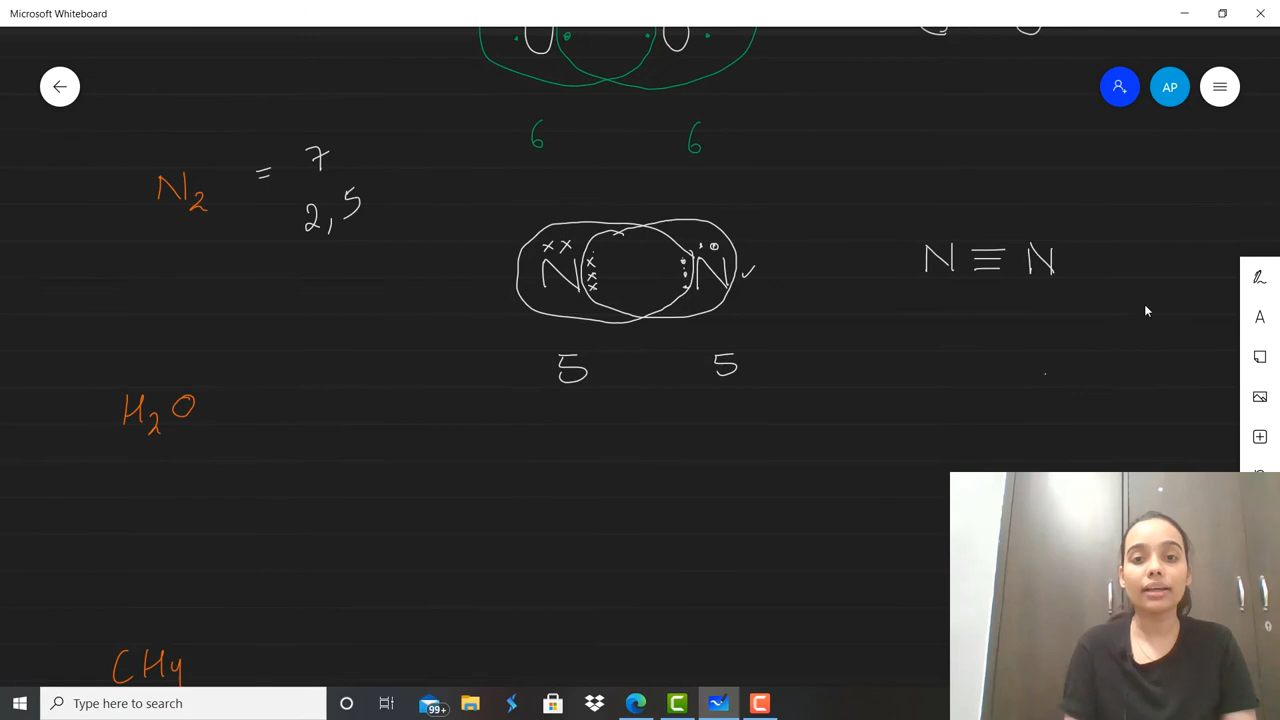 Microsoft Whiteboard
AP
6 6
N2 = 7
2, 5
N N
N ≡ N
5 5
H2O
CH4
Type here to search
99+